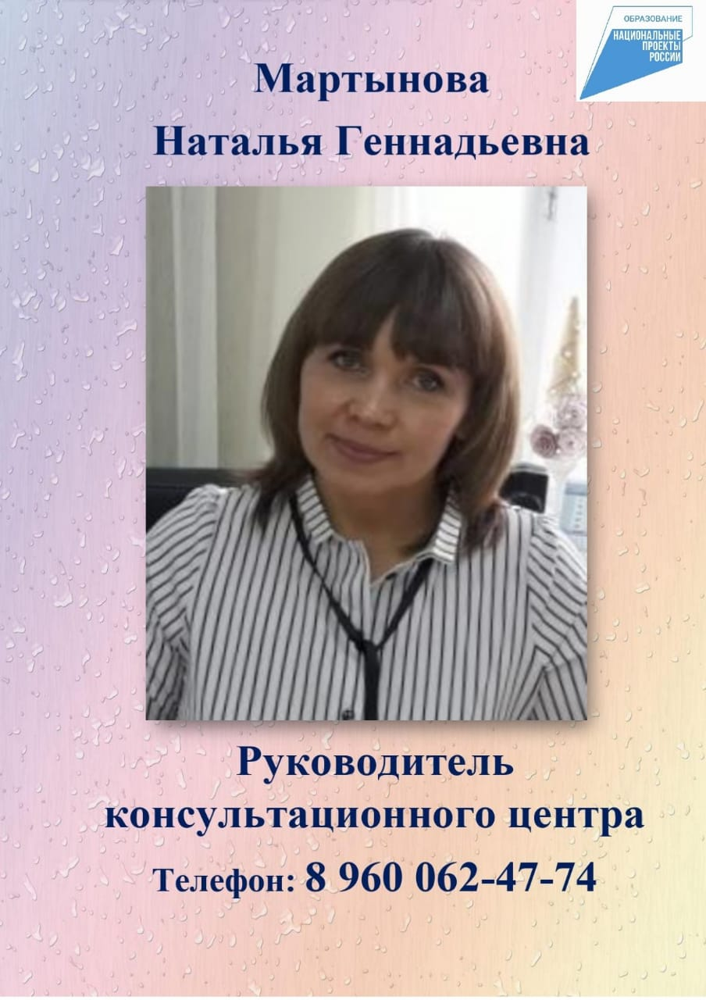 ОБРАЗОВАНИЕ
НАЦИОНАЛЬНЫЕ
ПРОЕКТЫ
РОССИИ
Мартынова
Наталья Геннадьевна
Руководитель
консультационного центра
Телефон: 8 960 062-47-74